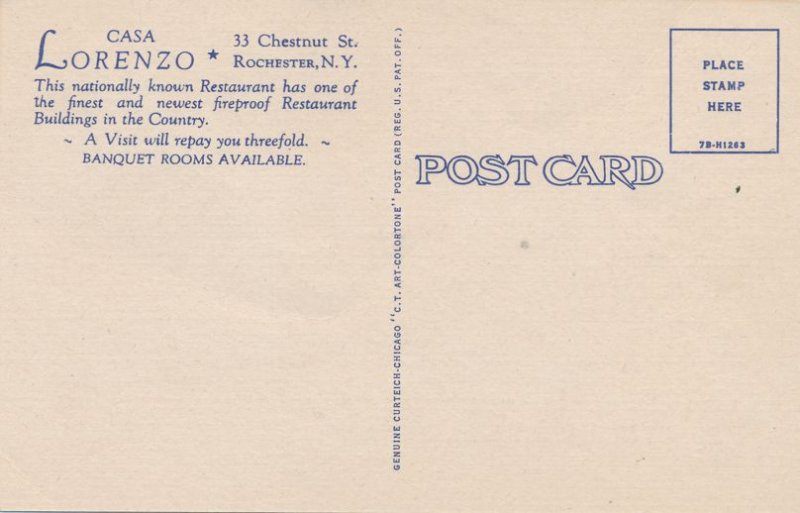 CASA
LORENZO ★ 33 Chestnut St.
ROCHESTER, N. Y.
This nationally known Restaurant has one of
the finest and newest fireproof Restaurant
Buildings in the Country.
~ A Visit will repay you threefold. ~
BANQUET ROOMS AVAILABLE.
GENUINE CURTEICH-CHICAGO "C.T. ART-COLORTONE" POST CARD (REG. U.S. PAT. OFF.)
POST CARD
PLACE
STAMP
HERE
7B-H1263